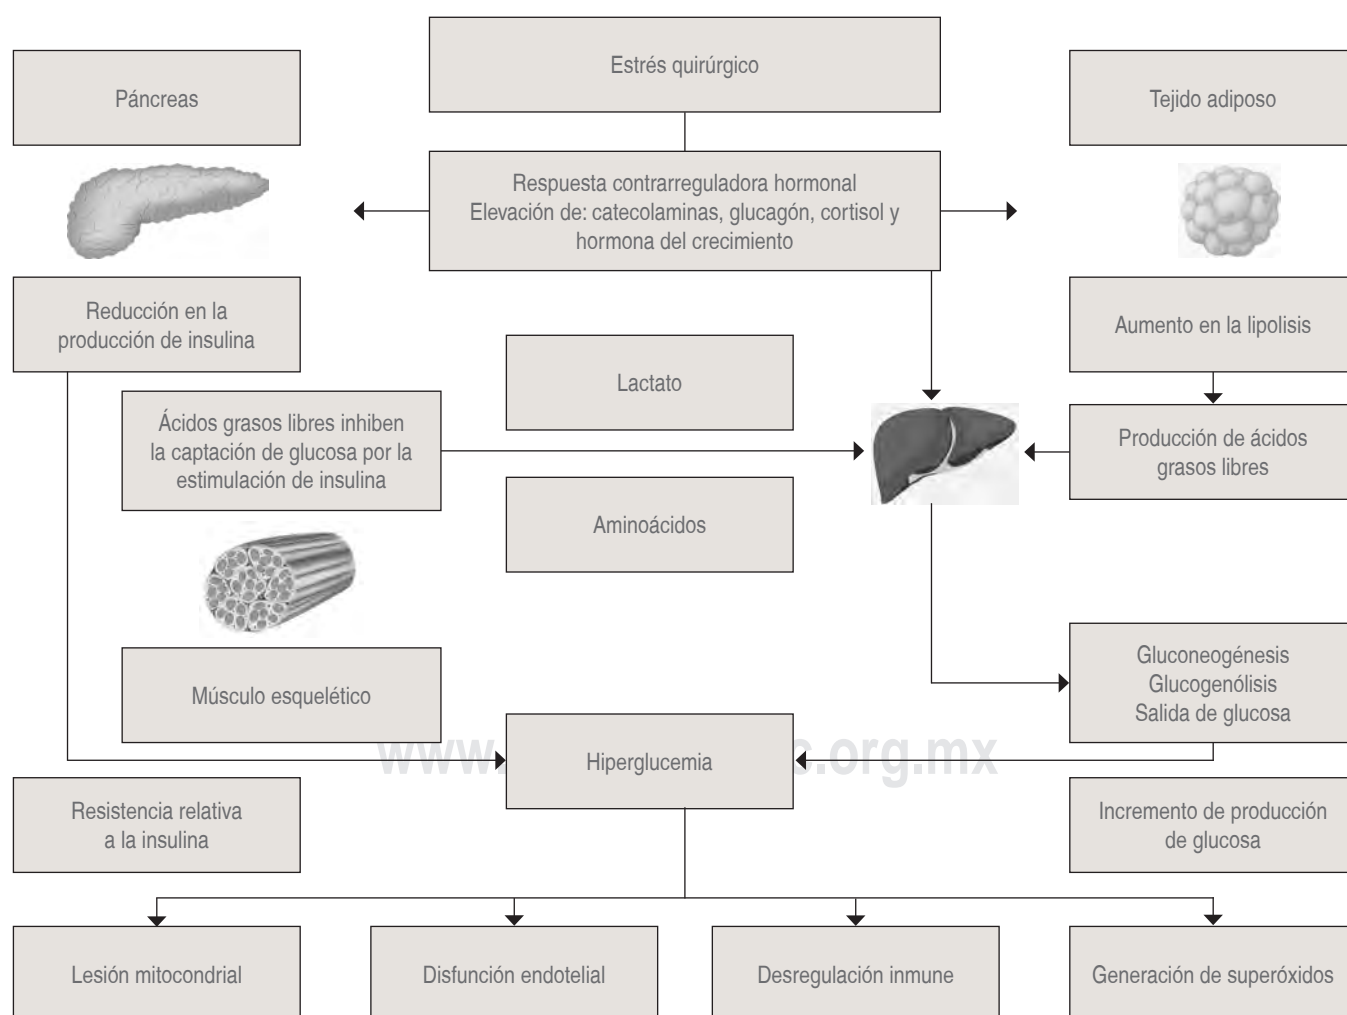 Estrés quirúrgico
Páncreas
Tejido adiposo
Respuesta contrarreguladora hormonal
Elevación de: catecolaminas, glucagón, cortisol y
hormona del crecimiento
Reducción en la
producción de insulina
Aumento en la lipolisis
Lactato
Ácidos grasos libres inhiben
la captación de glucosa por la
estimulación de insulina
Producción de ácidos
grasos libres
Aminoácidos
Músculo esquelético
Gluconeogénesis
Glucogenólisis
Salida de glucosa
www.
c.org.mx
Hiperglucemia
Resistencia relativa
a la insulina
Incremento de producción
de glucosa
Lesión mitocondrial
Disfunción endotelial
Desregulación inmune
Generación de superóxidos